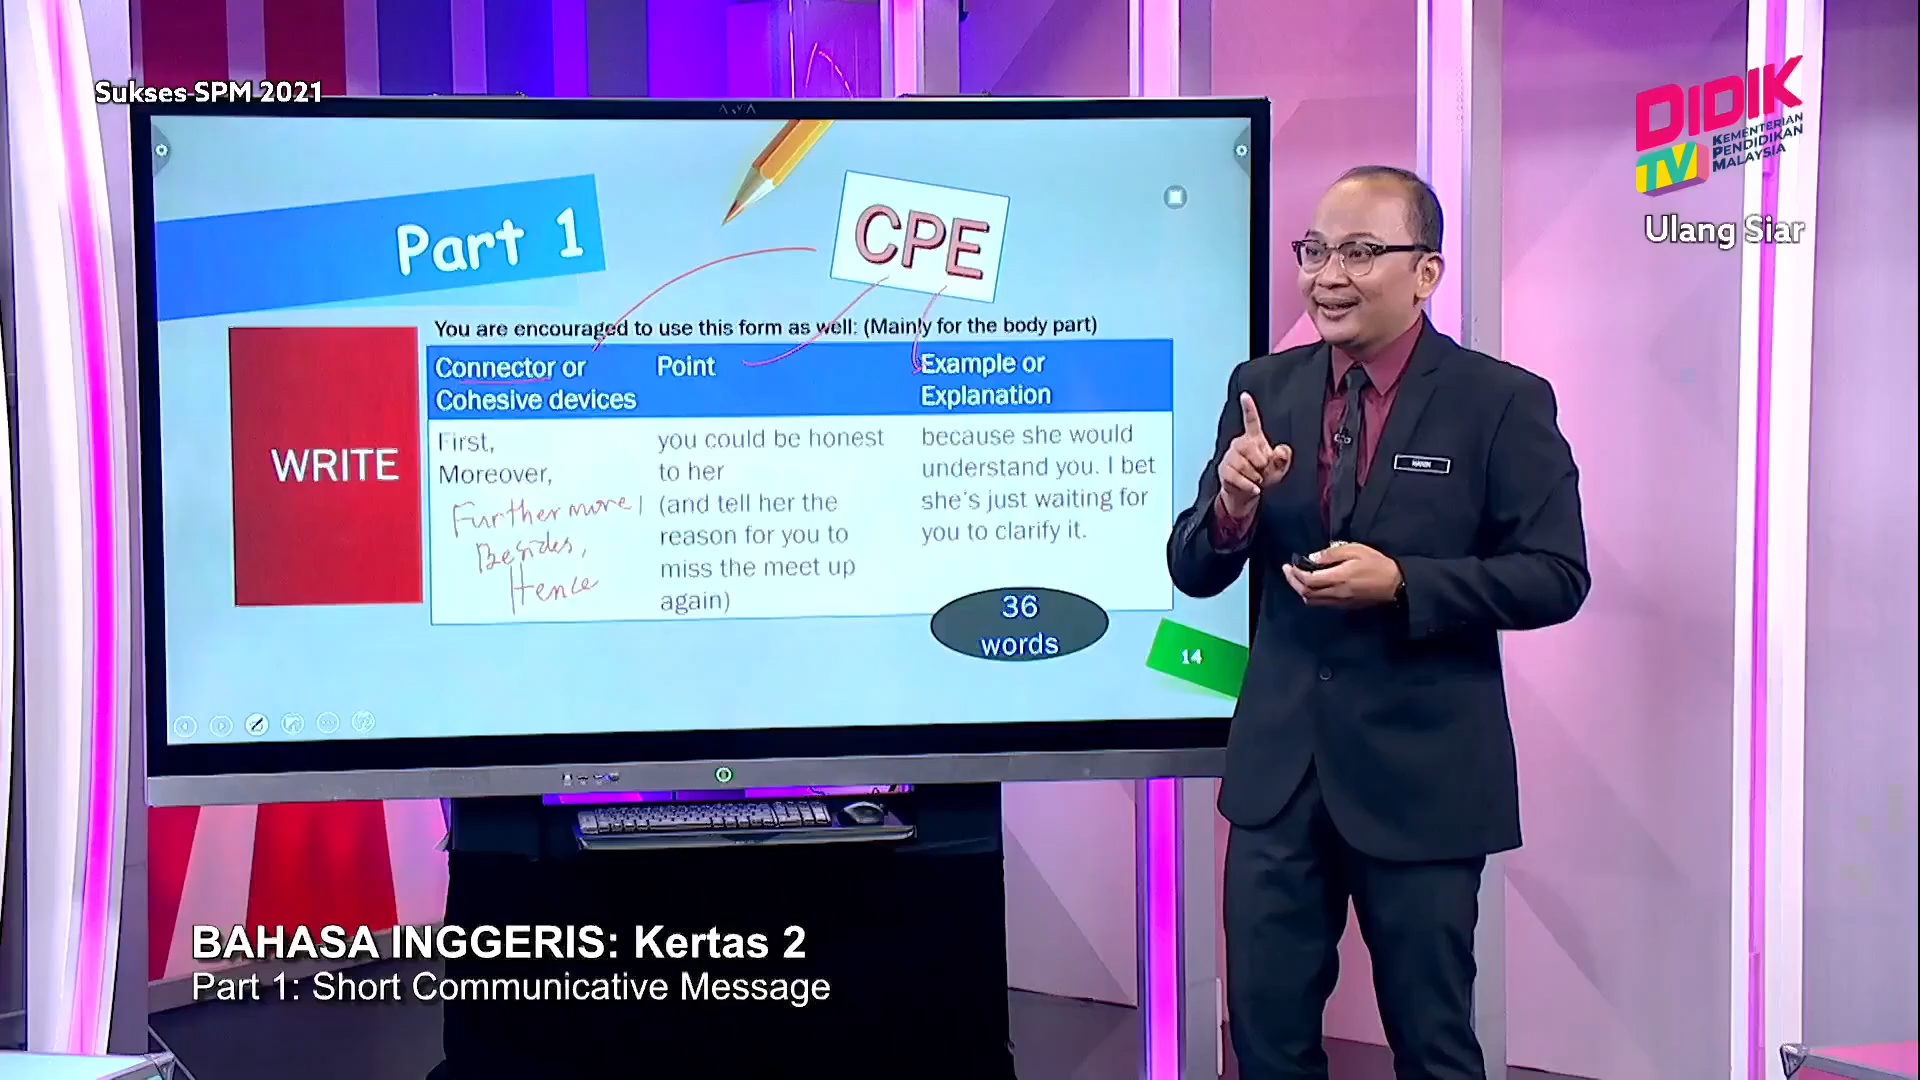 Sukses SPM 2021
DIDIK
TV
KEMENTERIAN
PENDIDIKAN
MALAYSIA
Ulang Siar
Part 1
CPE
You are encouraged to use this form as well: (Mainly for the body part)
Connector or
Cohesive devices
Point
Example or
Explanation
WRITE
First,
Moreover,
Furthermore,
Besides,
Hence
you could be honest
to her
(and tell her the
reason for you to
miss the meet up
again)
because she would
understand you. I bet
she's just waiting for
you to clarify it.
36
words
14
BAHASA INGGERIS: Kertas 2
Part 1: Short Communicative Message